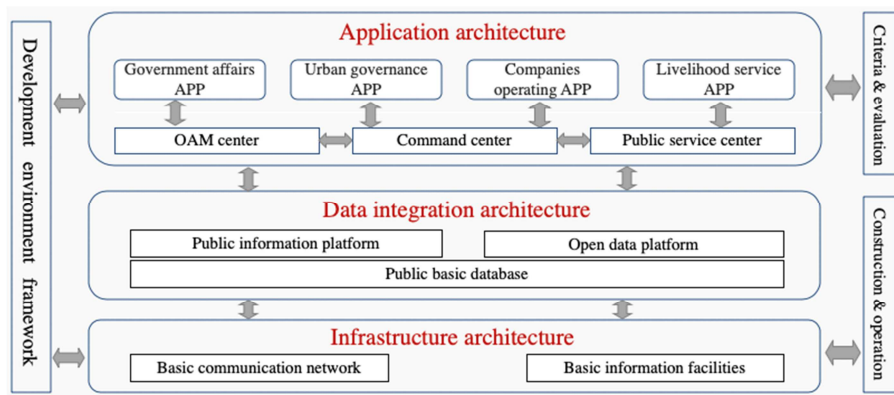 Development environment framework
Application architecture
Government affairs
APP
Urban governance
APP
Companies
operating APP
Livelihood service
APP
OAM center
Command center
Public service center
Data integration architecture
Public information platform
Open data platform
Public basic database
Infrastructure architecture
Basic communication network
Basic information facilities
Criteria & evaluation
Construction & operation